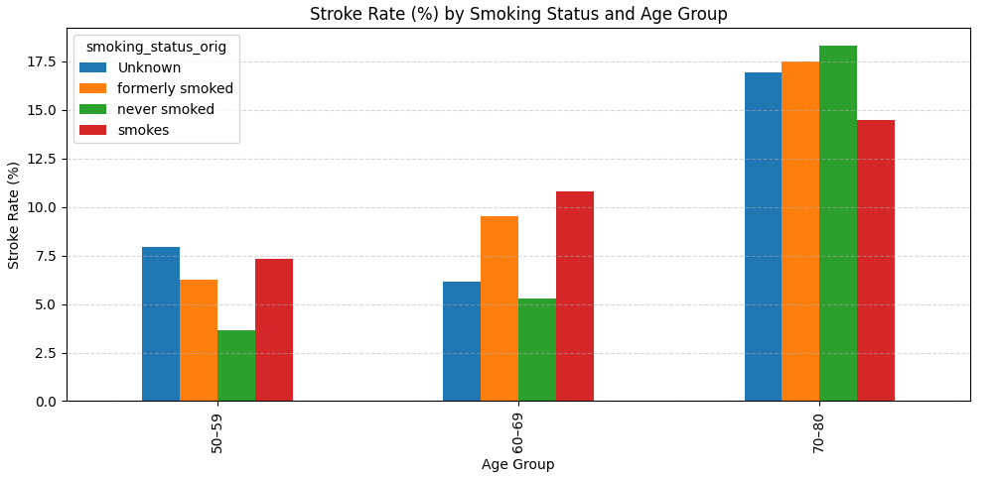 Stroke Rate (%) by Smoking Status and Age Group
smoking_status_orig
Unknown
formerly smoked
never smoked
smokes
Stroke Rate (%)
17.5
15.0
12.5
10.0
7.5
5.0
2.5
0.0
50–59
60–69
70–80
Age Group